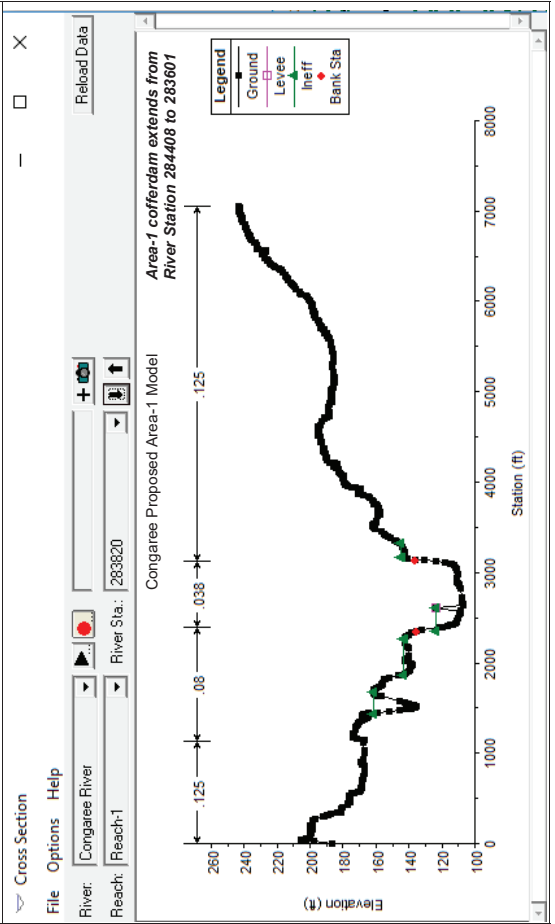 Cross Section
File Options Help
River: Congaree River
Reload Data
Reach: Reach-1 River Sta.: 283820
Congaree Proposed Area-1 Model
Area-1 cofferdam extends from
River Station 284408 to 283601
.125 .08 .038 .125
Legend
Ground
Levee
Ineff
Bank Sta
260
240
220
200
180
160
140
120
100
Elevation (ft)
0 1000 2000 3000 4000 5000 6000 7000 8000
Station (ft)